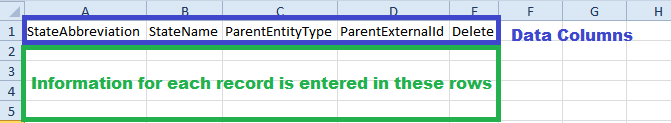 A B C D E F G H
1 StateAbbreviation StateName ParentEntityType ParentExternalId Delete Data Columns
2
3
Information for each record is entered in these rows
4
5